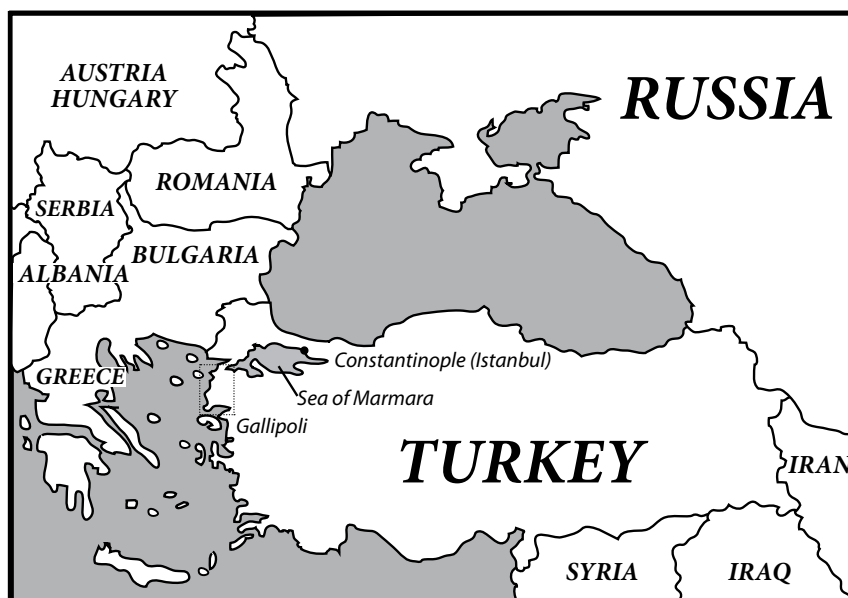 AUSTRIA
HUNGARY
RUSSIA
ROMANIA
SERBIA
BULGARIA
ALBANIA
Constantinople (Istanbul)
GREECE
Sea of Marmara
Gallipoli
TURKEY
IRAN
SYRIA
IRAQ